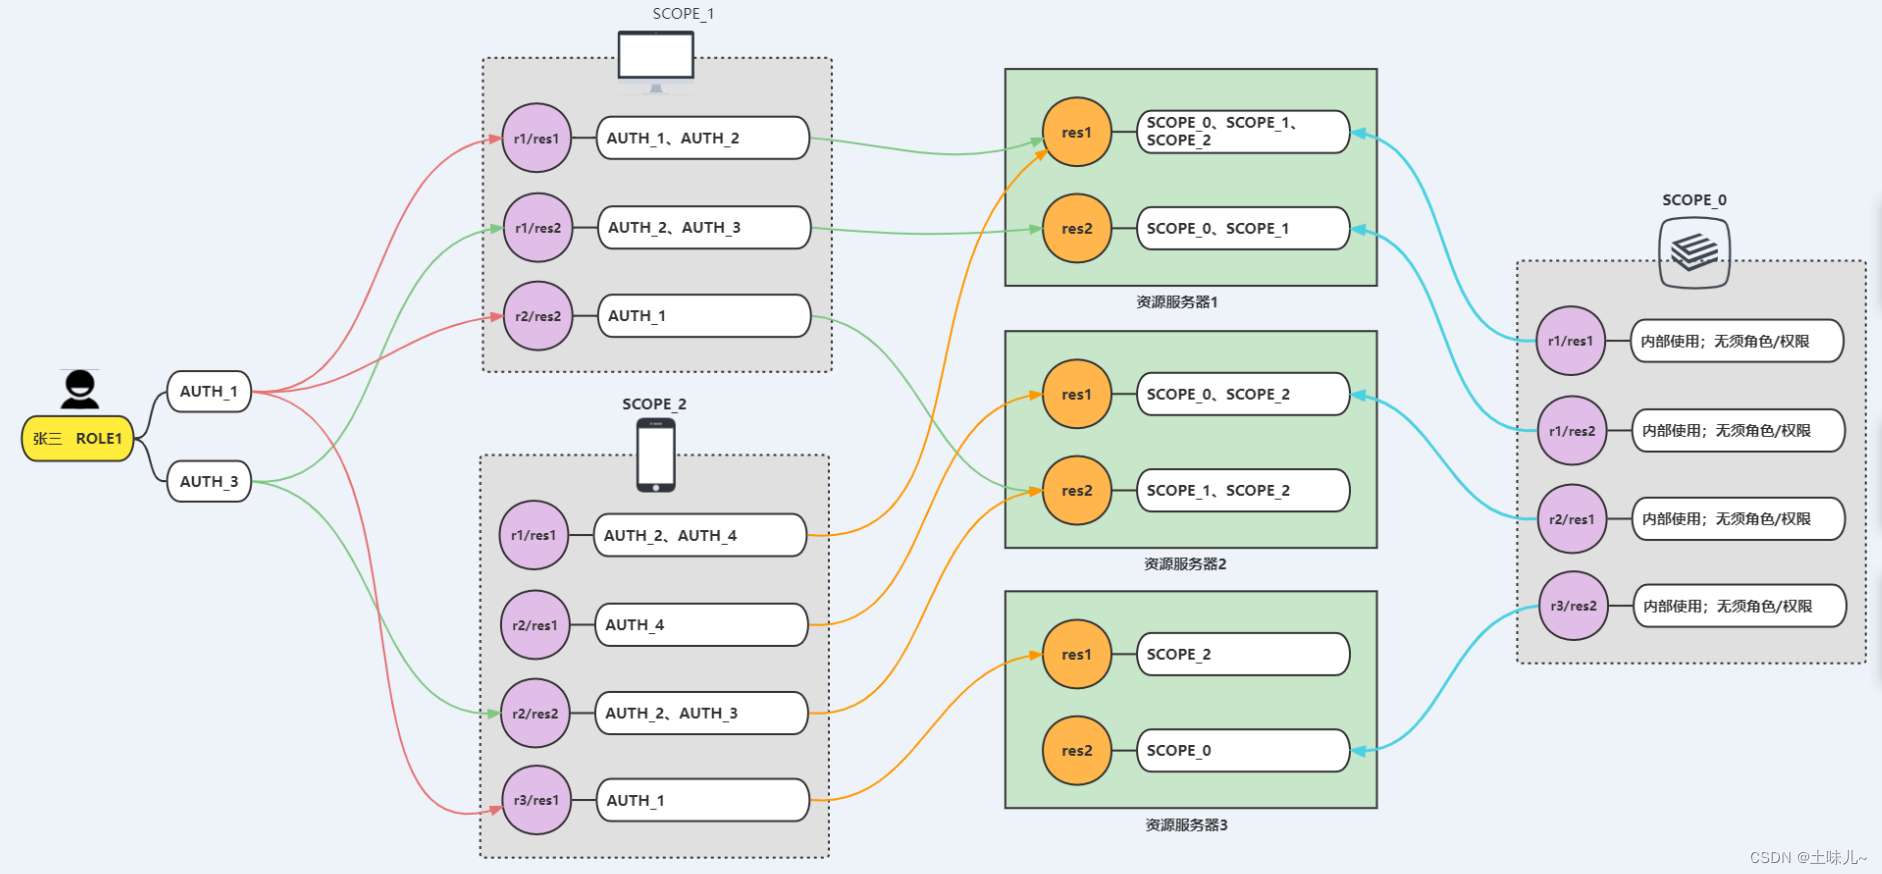 SCOPE_1
r1/res1
AUTH_1、AUTH_2
r1/res2
AUTH_2、AUTH_3
r2/res2
AUTH_1
张三 ROLE1
AUTH_1
AUTH_3
SCOPE_2
r1/res1
AUTH_2、AUTH_4
r2/res1
AUTH_4
r2/res2
AUTH_2、AUTH_3
r3/res1
AUTH_1
res1
SCOPE_0、SCOPE_1、
SCOPE_2
res2
SCOPE_0、SCOPE_1
资源服务器1
res1
SCOPE_0、SCOPE_2
res2
SCOPE_1、SCOPE_2
资源服务器2
res1
SCOPE_2
res2
SCOPE_0
资源服务器3
SCOPE_0
r1/res1
内部使用；无须角色/权限
r1/res2
内部使用；无须角色/权限
r2/res1
内部使用；无须角色/权限
r3/res2
内部使用；无须角色/权限
CSDN @土味儿~